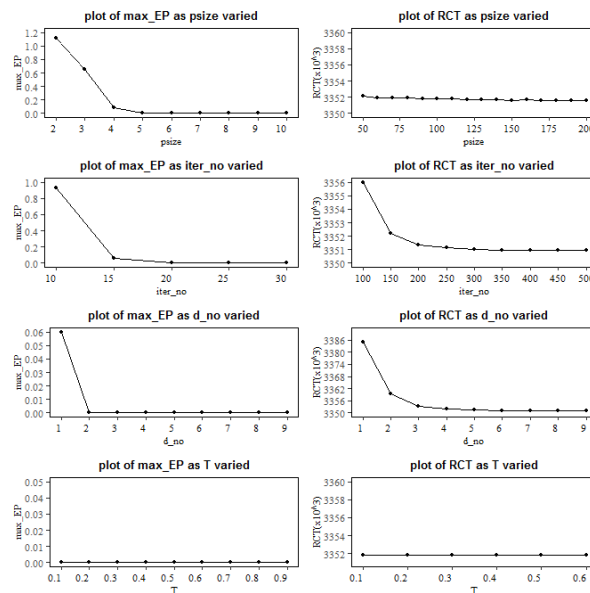 plot of max_EP as psize varied
max_EP
1.2
1.0
0.8
0.6
0.4
0.2
0.0
2 3 4 5 6 7 8 9 10
psize
plot of RCT as psize varied
RCT(x10^3)
3360
3358
3356
3354
3352
3350
50 75 100 125 150 175 200
psize
plot of max_EP as iter_no varied
max_EP
1.0
0.8
0.6
0.4
0.2
0.0
10 15 20 25 30
iter_no
plot of RCT as iter_no varied
RCT(x10^3)
3356
3355
3354
3353
3351
3350
100 150 200 250 300 350 400 450 500
iter_no
plot of max_EP as d_no varied
max_EP
0.06
0.05
0.04
0.03
0.02
0.01
0.00
1 2 3 4 5 6 7 8 9
d_no
plot of RCT as d_no varied
RCT(x10^3)
3386
3380
3374
3368
3362
3356
3350
1 2 3 4 5 6 7 8 9
d_no
plot of max_EP as T varied
max_EP
0.05
0.04
0.03
0.02
0.01
0.00
0.1 0.2 0.3 0.4 0.5 0.6 0.7 0.8 0.9
T
plot of RCT as T varied
RCT(x10^3)
3360
3358
3356
3354
3352
0.1 0.2 0.3 0.4 0.5 0.6
T